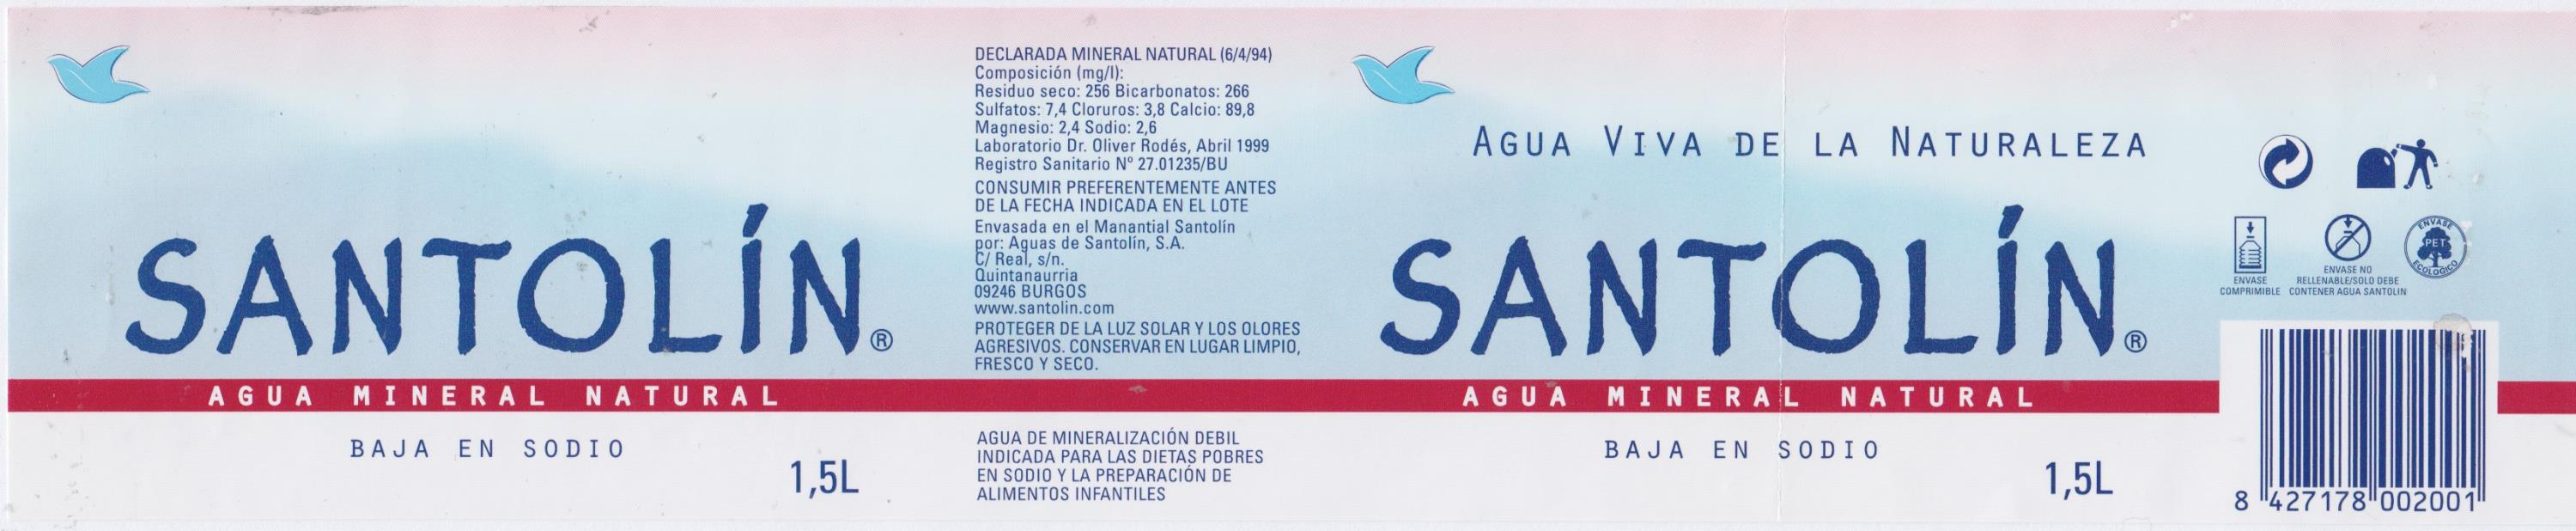 SANTOLÍN®
AGUA MINERAL NATURAL
BAJA EN SODIO
1,5L
DECLARADA MINERAL NATURAL (6/4/94)
Composición (mg/l):
Residuo seco: 256 Bicarbonatos: 266
Sulfatos: 7,4 Cloruros: 3,8 Calcio: 89,8
Magnesio: 2,4 Sodio: 2,6
Laboratorio Dr. Oliver Rodés, Abril 1999
Registro Sanitario Nº 27.01235/BU
CONSUMIR PREFERENTEMENTE ANTES
DE LA FECHA INDICADA EN EL LOTE
Envasada en el Manantial Santolín
por: Aguas de Santolín, S.A.
C/ Real, s/n.
Quintanaurria
09246 BURGOS
www.santolin.com
PROTEGER DE LA LUZ SOLAR Y LOS OLORES
AGRESIVOS. CONSERVAR EN LUGAR LIMPIO,
FRESCO Y SECO.
AGUA DE MINERALIZACIÓN DEBIL
INDICADA PARA LAS DIETAS POBRES
EN SODIO Y LA PREPARACIÓN DE
ALIMENTOS INFANTILES
AGUA VIVA DE LA NATURALEZA
SANTOLÍN®
AGUA MINERAL NATURAL
BAJA EN SODIO
1,5L
ENVASE
COMPRIMIBLE
ENVASE NO
RELLENABLE/SOLO DEBE
CONTENER AGUA SANTOLIN
ENVASE
PET
ECOLOGICO
8 427178 002001